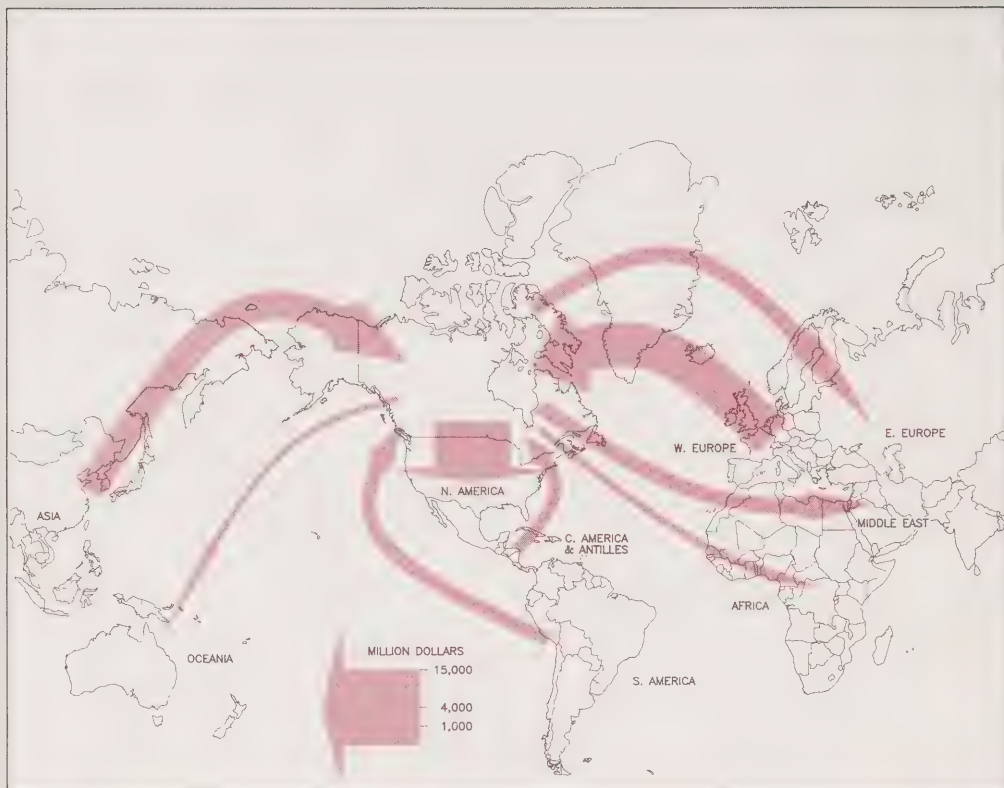 E. EUROPE
W. EUROPE
N. AMERICA
ASIA
MIDDLE EAST
C. AMERICA
& ANTILLES
AFRICA
OCEANIA
MILLION DOLLARS
15,000
S. AMERICA
4,000
1,000